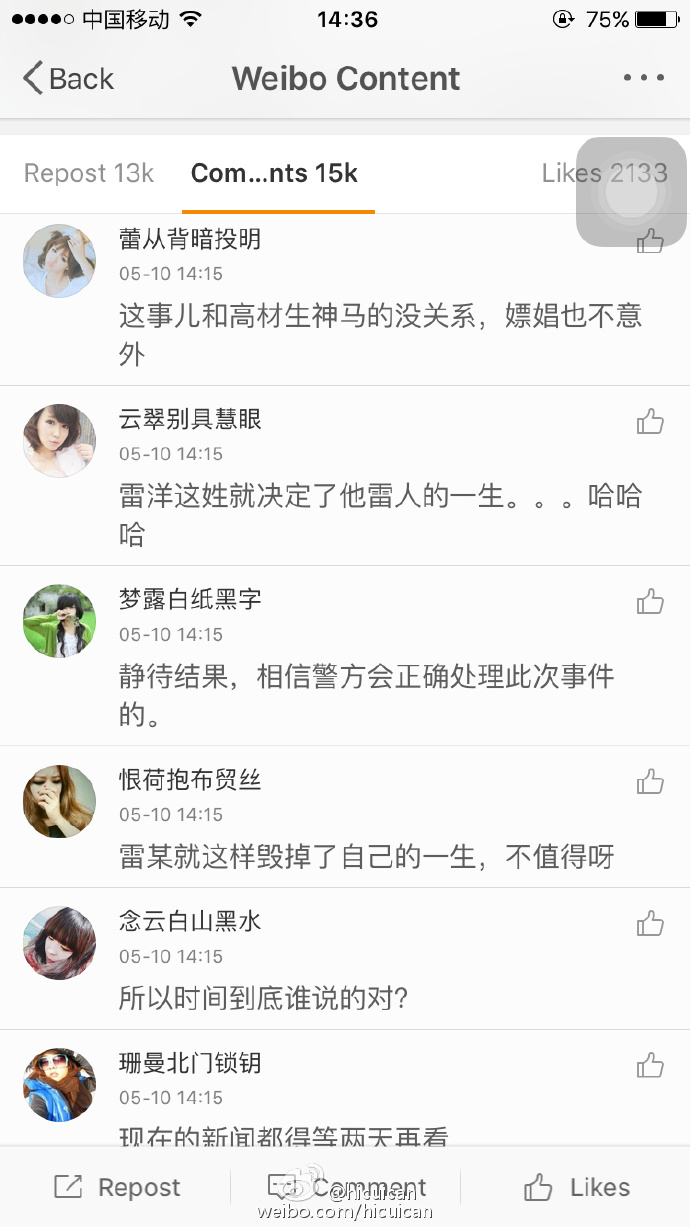 中国移动 14:36 75%
Back Weibo Content
Repost 13k Com...nts 15k Likes 2133
蕾从背暗投明
05-10 14:15
这事儿和高材生神马的没关系，嫖娼也不意
外
云翠别具慧眼
05-10 14:15
雷洋这姓就决定了他雷人的一生。。。哈哈
哈
梦露白纸黑字
05-10 14:15
静待结果，相信警方会正确处理此次事件
的。
恨荷抱布贸丝
05-10 14:15
雷某就这样毁掉了自己的一生，不值得呀
念云白山黑水
05-10 14:15
所以时间到底谁说的对?
珊曼北门锁钥
05-10 14:15
现在的新闻都得等两天再看
Repost Comment Likes
@hicuican
weibo.com/hicuican